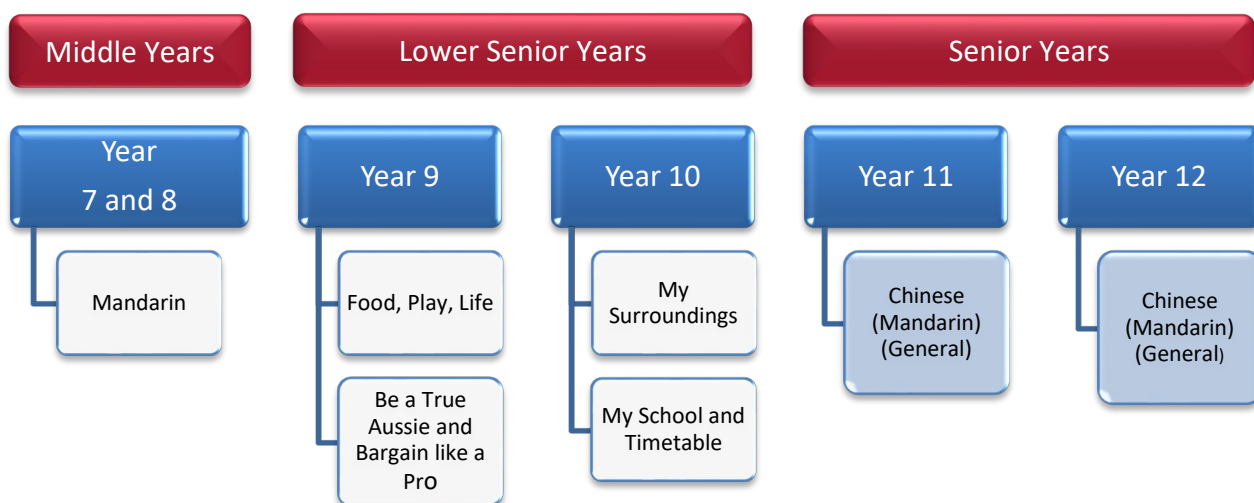 Middle Years
Lower Senior Years
Senior Years
Year
7 and 8
Year 9
Year 10
Year 11
Year 12
Mandarin
Food, Play, Life
Be a True
Aussie and
Bargain like a
Pro
My
Surroundings
My School and
Timetable
Chinese
(Mandarin)
(General)
Chinese
(Mandarin)
(General)